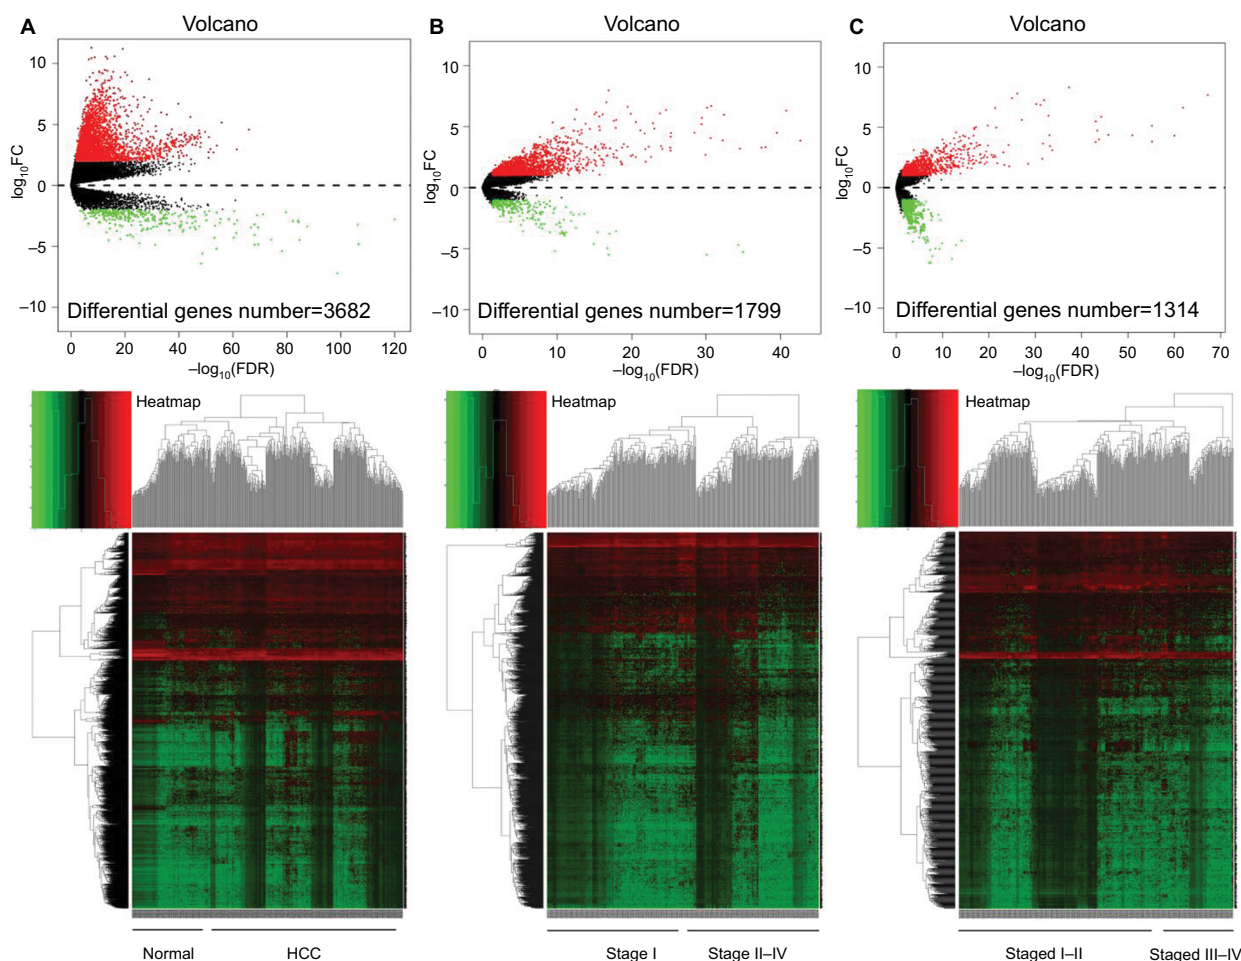 A Volcano
log10FC
10
5
0
–5
–10
Differential genes number=3682
0 20 40 60 80 100 120
–log10(FDR)
B Volcano
log10FC
10
5
0
–5
–10
Differential genes number=1799
0 10 20 30 40
–log10(FDR)
C Volcano
log10FC
10
5
0
–5
–10
Differential genes number=1314
0 10 20 30 40 50 60 70
–log10(FDR)
Heatmap
Normal HCC
Heatmap
Stage I Stage II–IV
Heatmap
Staged I–II Staged III–IV